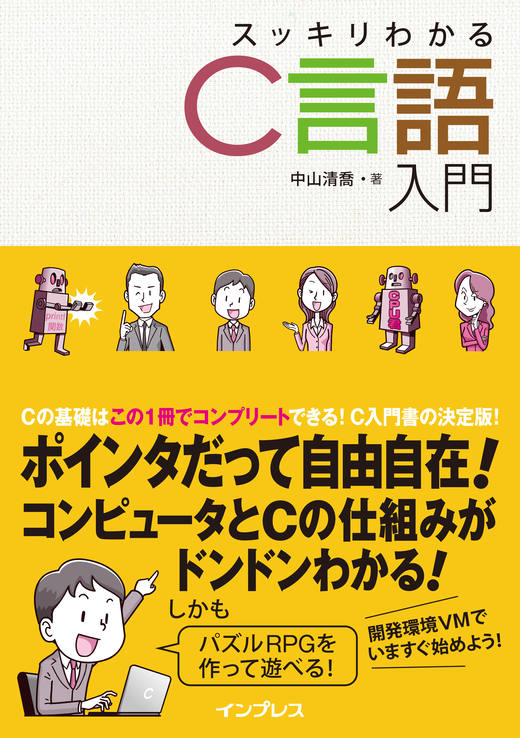 スッキリわかる
C言語
中山清喬・著
入門
printf
関数
CPU君
Cの基礎はこの1冊でコンプリートできる! C入門書の決定版!
ポインタだって自由自在!
コンピュータとCの仕組みが
ドンドンわかる!
しかも
パズルRPGを
作って遊べる!
開発環境VMで
いますぐ始めよう!
C
インプレス